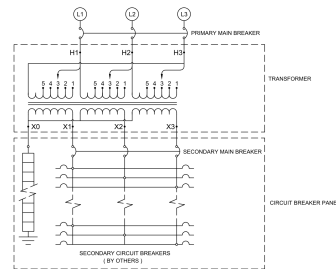 L1 L2 L3
PRIMARY MAIN BREAKER
H1 H2 H3
TRANSFORMER
5 4 3 2 1 5 4 3 2 1 5 4 3 2 1
X0 X1 X2 X3
SECONDARY MAIN BREAKER
CIRCUIT BREAKER PANE
SECONDARY CIRCUIT BREAKERS
( BY OTHERS )